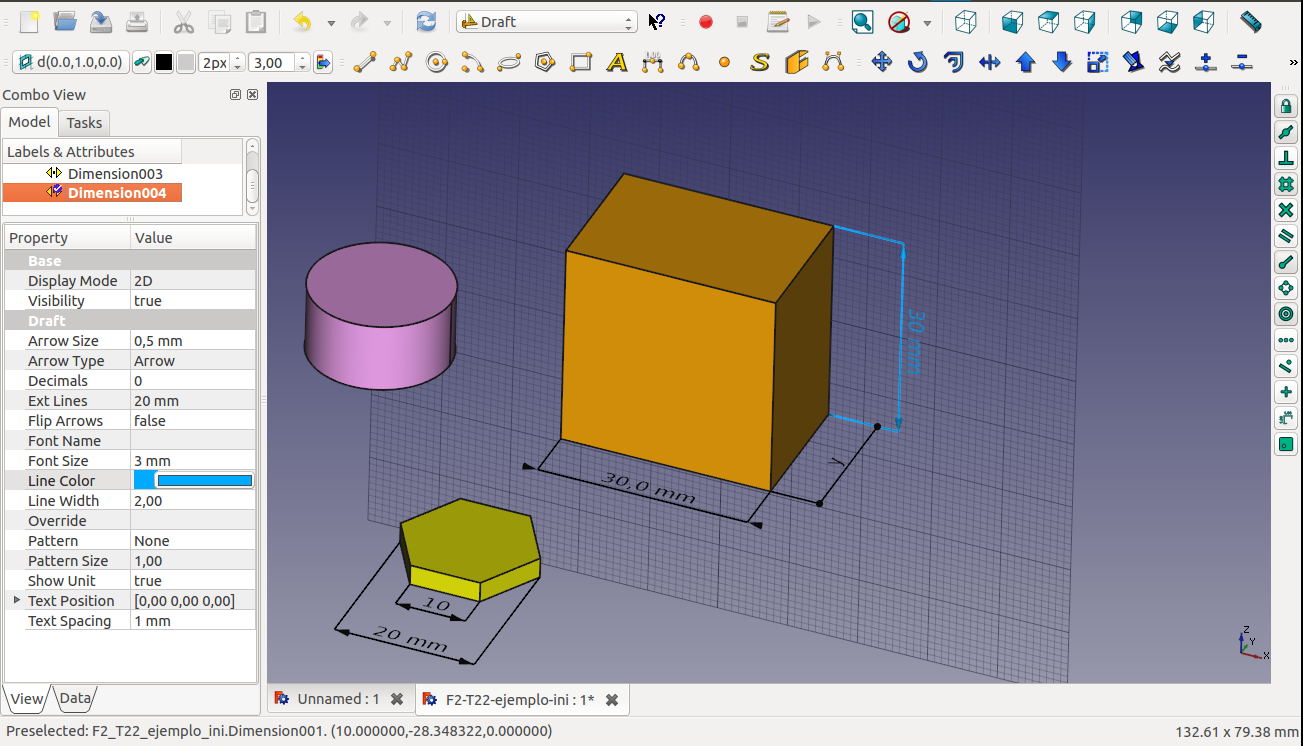 Draft
d(0.0,1.0,0.0)
2px
3,00
Combo View
Model
Tasks
Labels & Attributes
Dimension003
Dimension004
Property Value
Base
Display Mode 2D
Visibility true
Draft
Arrow Size 0,5 mm
Arrow Type Arrow
Decimals 0
Ext Lines 20 mm
Flip Arrows false
Font Name
Font Size 3 mm
Line Color
Line Width 2,00
Override
Pattern None
Pattern Size 1,00
Show Unit true
Text Position [0,00 0,00 0,00]
Text Spacing 1 mm
View
Data
30 mm
y
30,0 mm
10
20 mm
Z
Y
X
Unnamed : 1
F2-T22-ejemplo-ini : 1*
Preselected: F2_T22_ejemplo_ini.Dimension001. (10.000000,-28.348322,0.000000)
132.61 x 79.38 mm